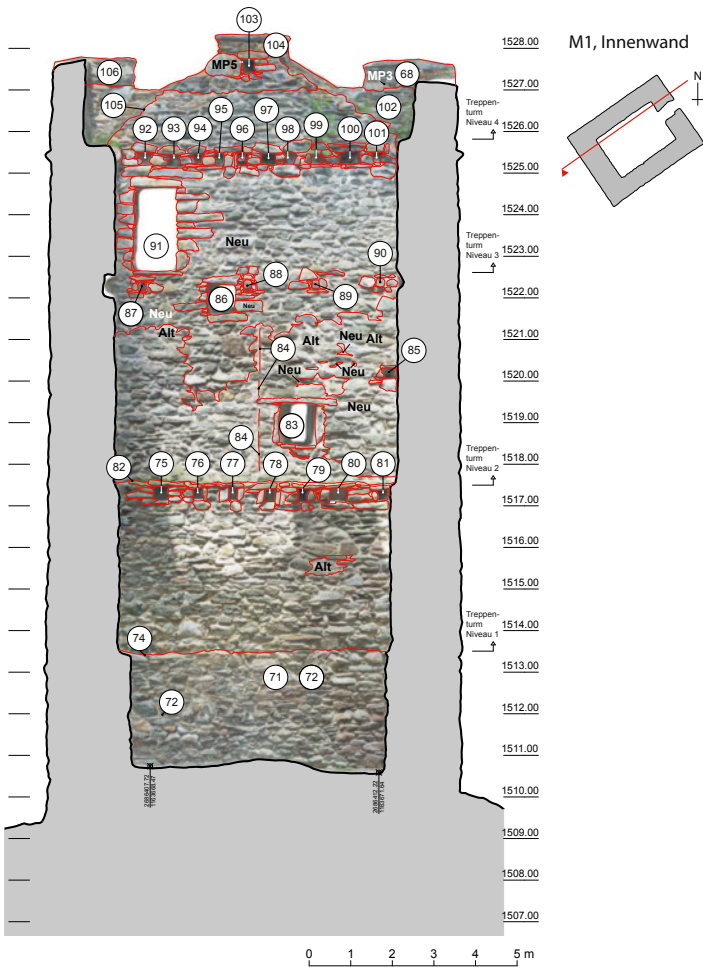 M1, Innenwand
N
103
104
MP5
MP3
68
106
105
102
95
97
92
93
94
96
98
99
100
101
91
Neu
90
88
86
Neu
89
87
Neu
Alt
Alt
Neu
Alt
84
Neu
85
Neu
Neu
83
84
82
75
76
77
78
79
80
81
Alt
74
71
72
72
1528.00
1527.00
Treppen-
turm
Niveau 4
1526.00
1525.00
1524.00
Treppen-
turm
Niveau 3
1523.00
1522.00
1521.00
1520.00
1519.00
Treppen-
turm
Niveau 2
1518.00
1517.00
1516.00
1515.00
Treppen-
turm
Niveau 1
1514.00
1513.00
1512.00
1511.00
1510.00
1509.00
1508.00
1507.00
0 1 2 3 4 5 m